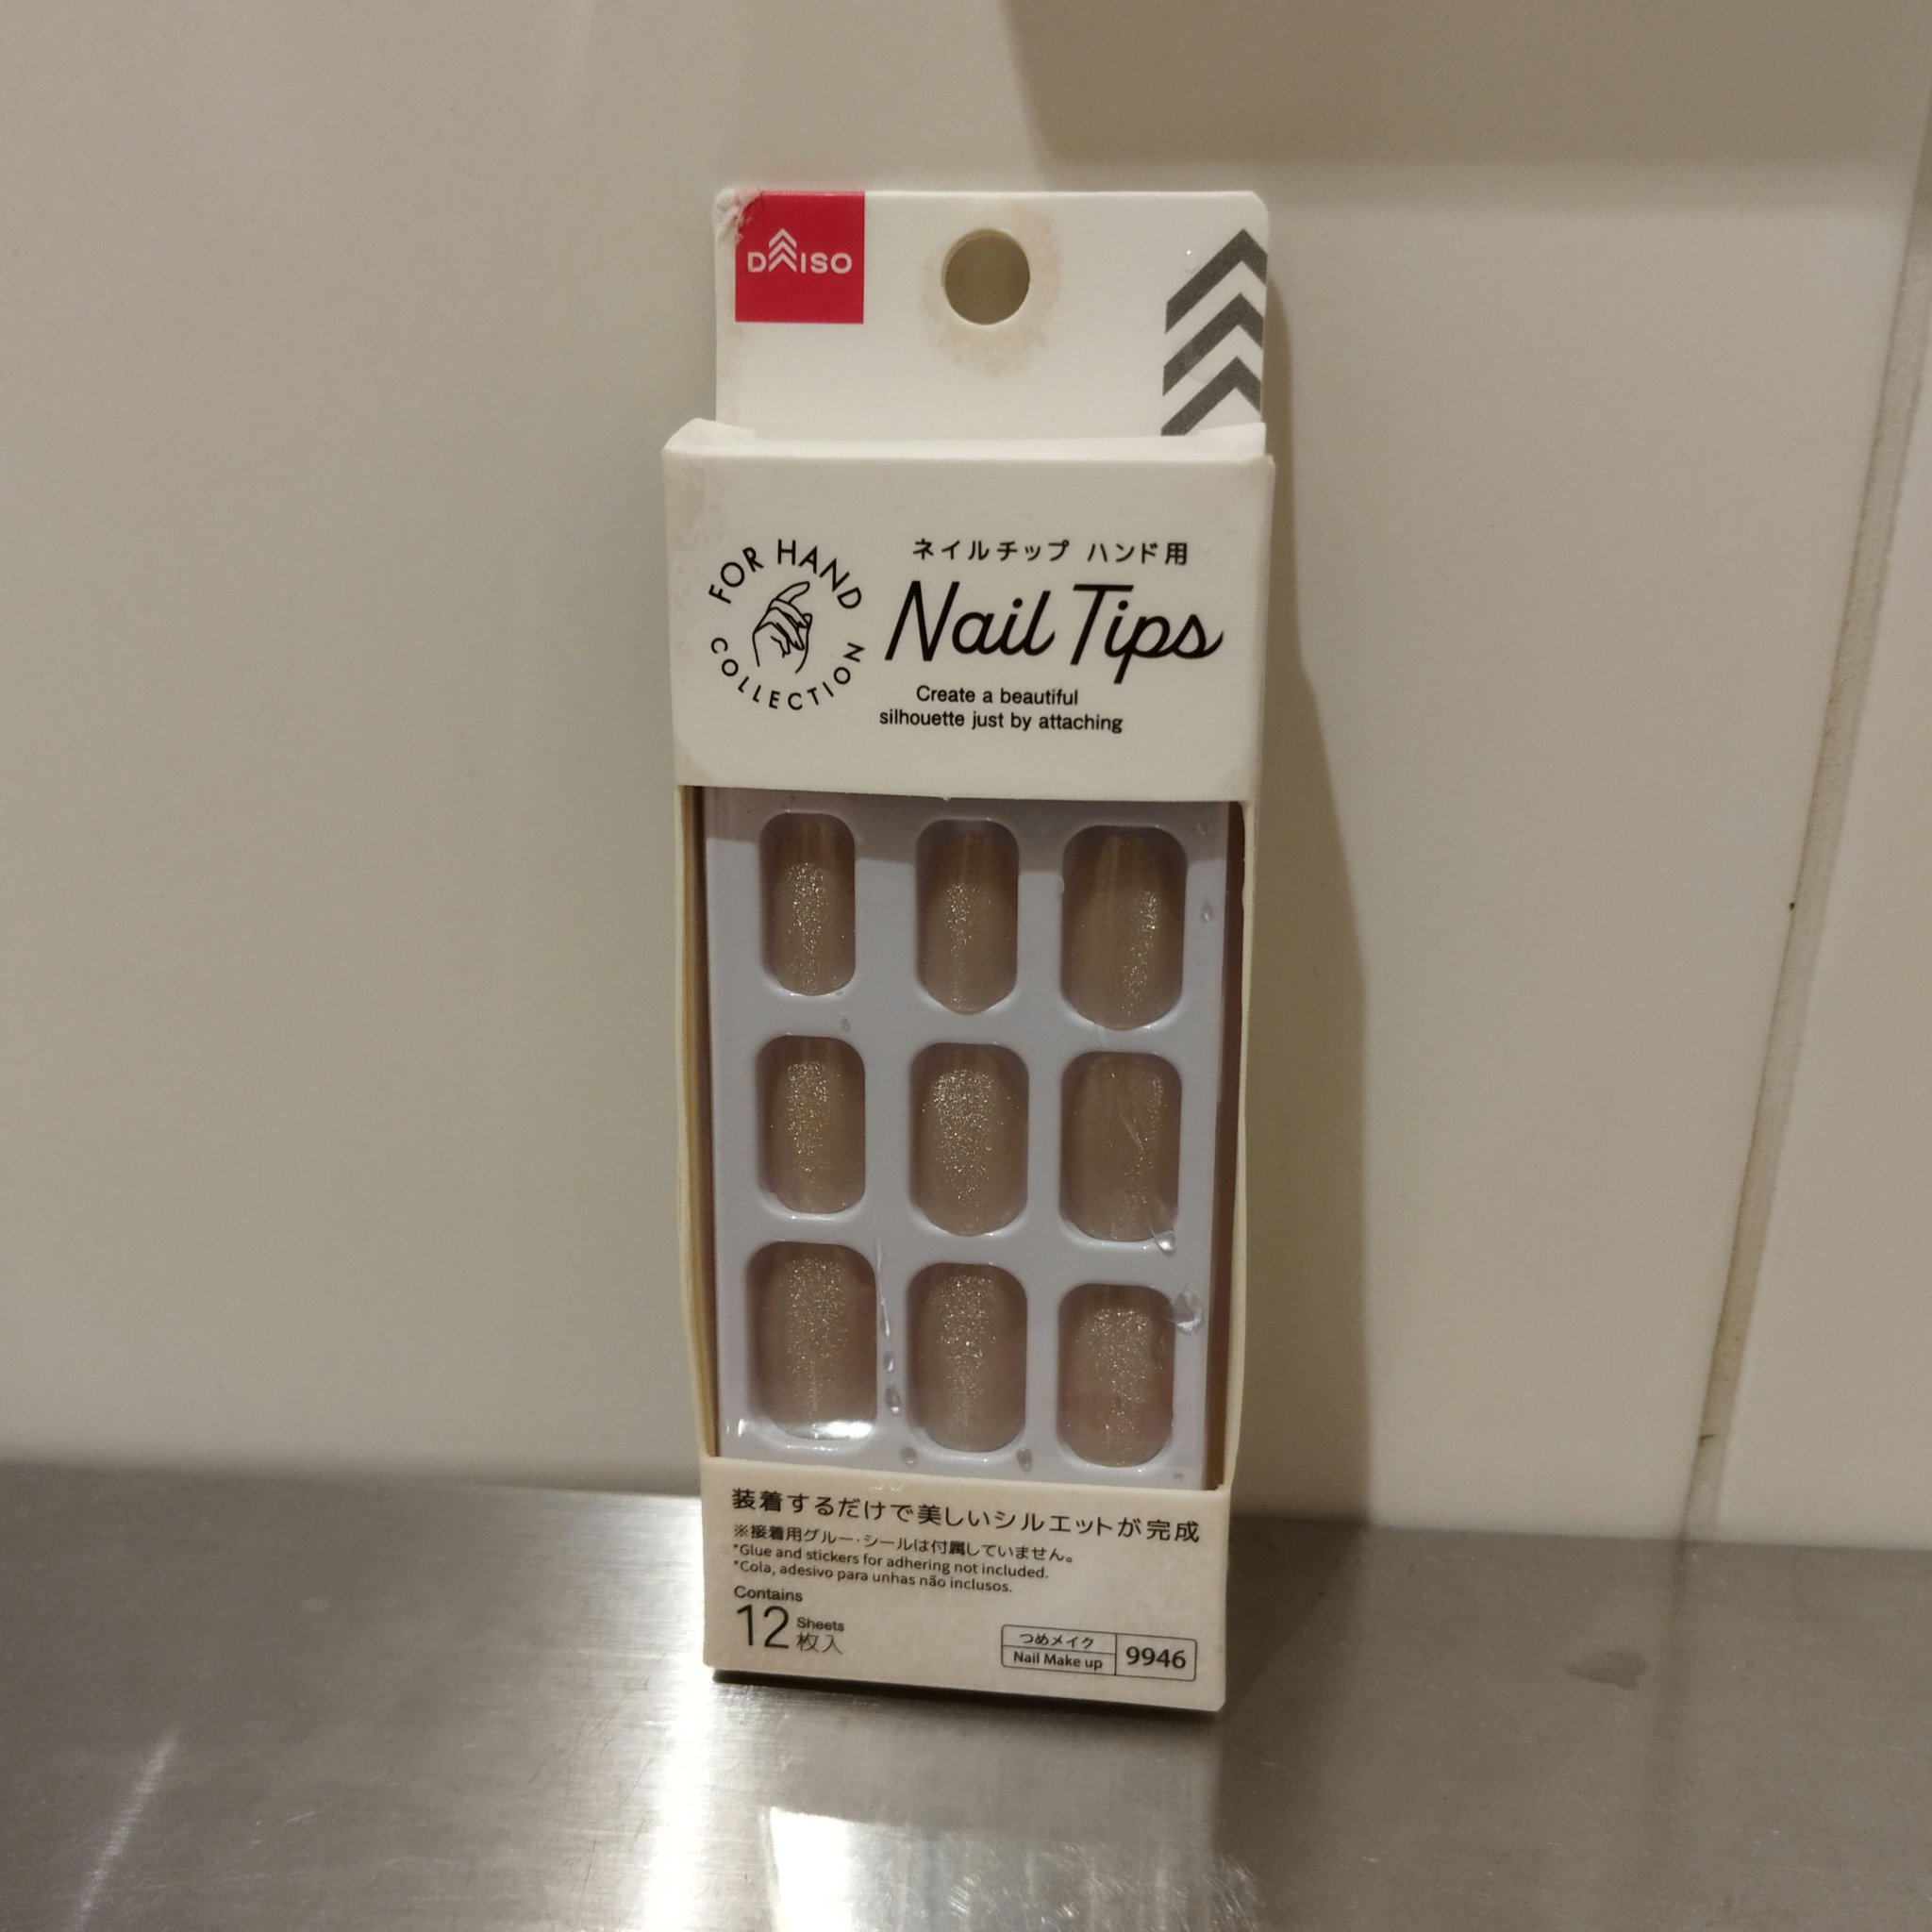 DAISO
FOR HAND
COLLECTION
ネイルチップ ハンド用
Nail Tips
Create a beautiful
silhouette just by attaching
装着するだけで美しいシルエットが完成
※接着用グルー・シールは付属していません。
*Glue and stickers for adhering not included.
*Cola, adesivo para unhas não inclusos.
Contains
12 Sheets
枚入
つめメイク
Nail Make up
9946